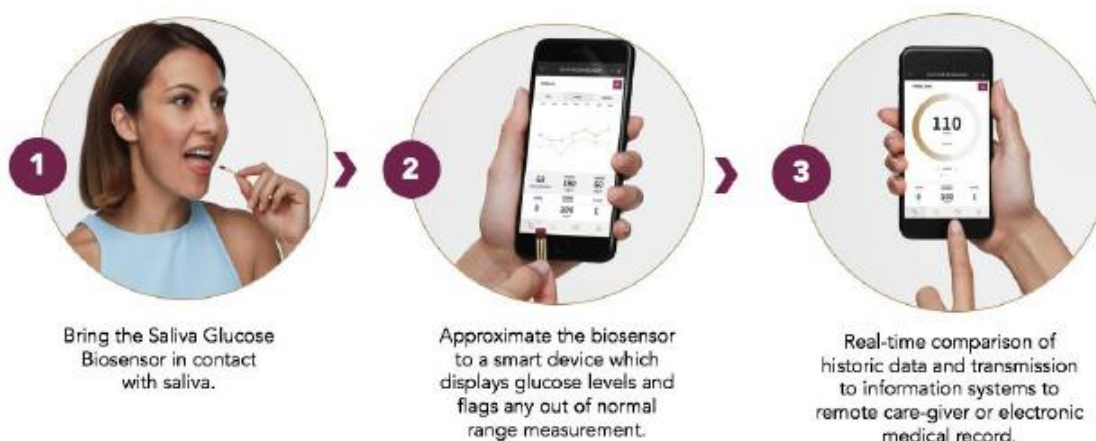 1
Bring the Saliva Glucose
Biosensor in contact
with saliva.
2
Approximate the biosensor
to a smart device which
displays glucose levels and
flags any out of normal
range measurement.
3
110
Real-time comparison of
historic data and transmission
to information systems to
remote care-giver or electronic
medical record.